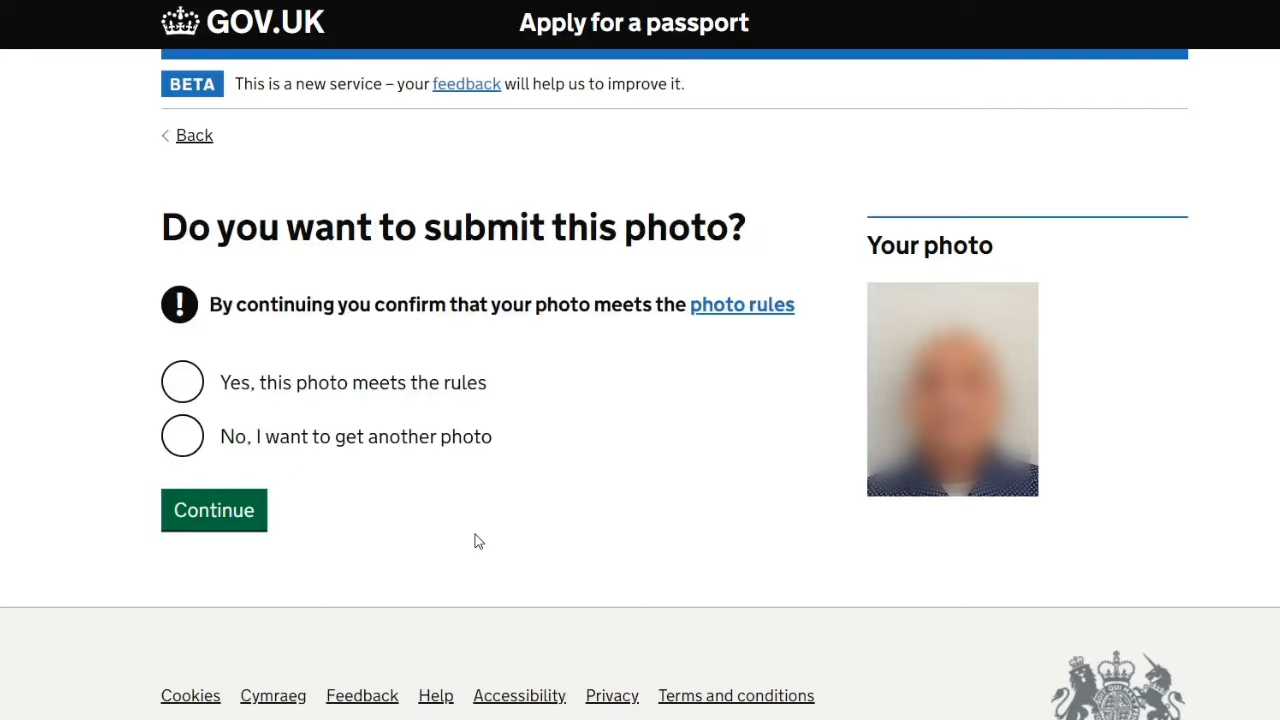 GOV.UK
Apply for a passport
BETA
This is a new service – your feedback will help us to improve it.
Back
Do you want to submit this photo?
! By continuing you confirm that your photo meets the photo rules
Yes, this photo meets the rules
No, I want to get another photo
Continue
Your photo
Cookies Cymraeg Feedback Help Accessibility Privacy Terms and conditions